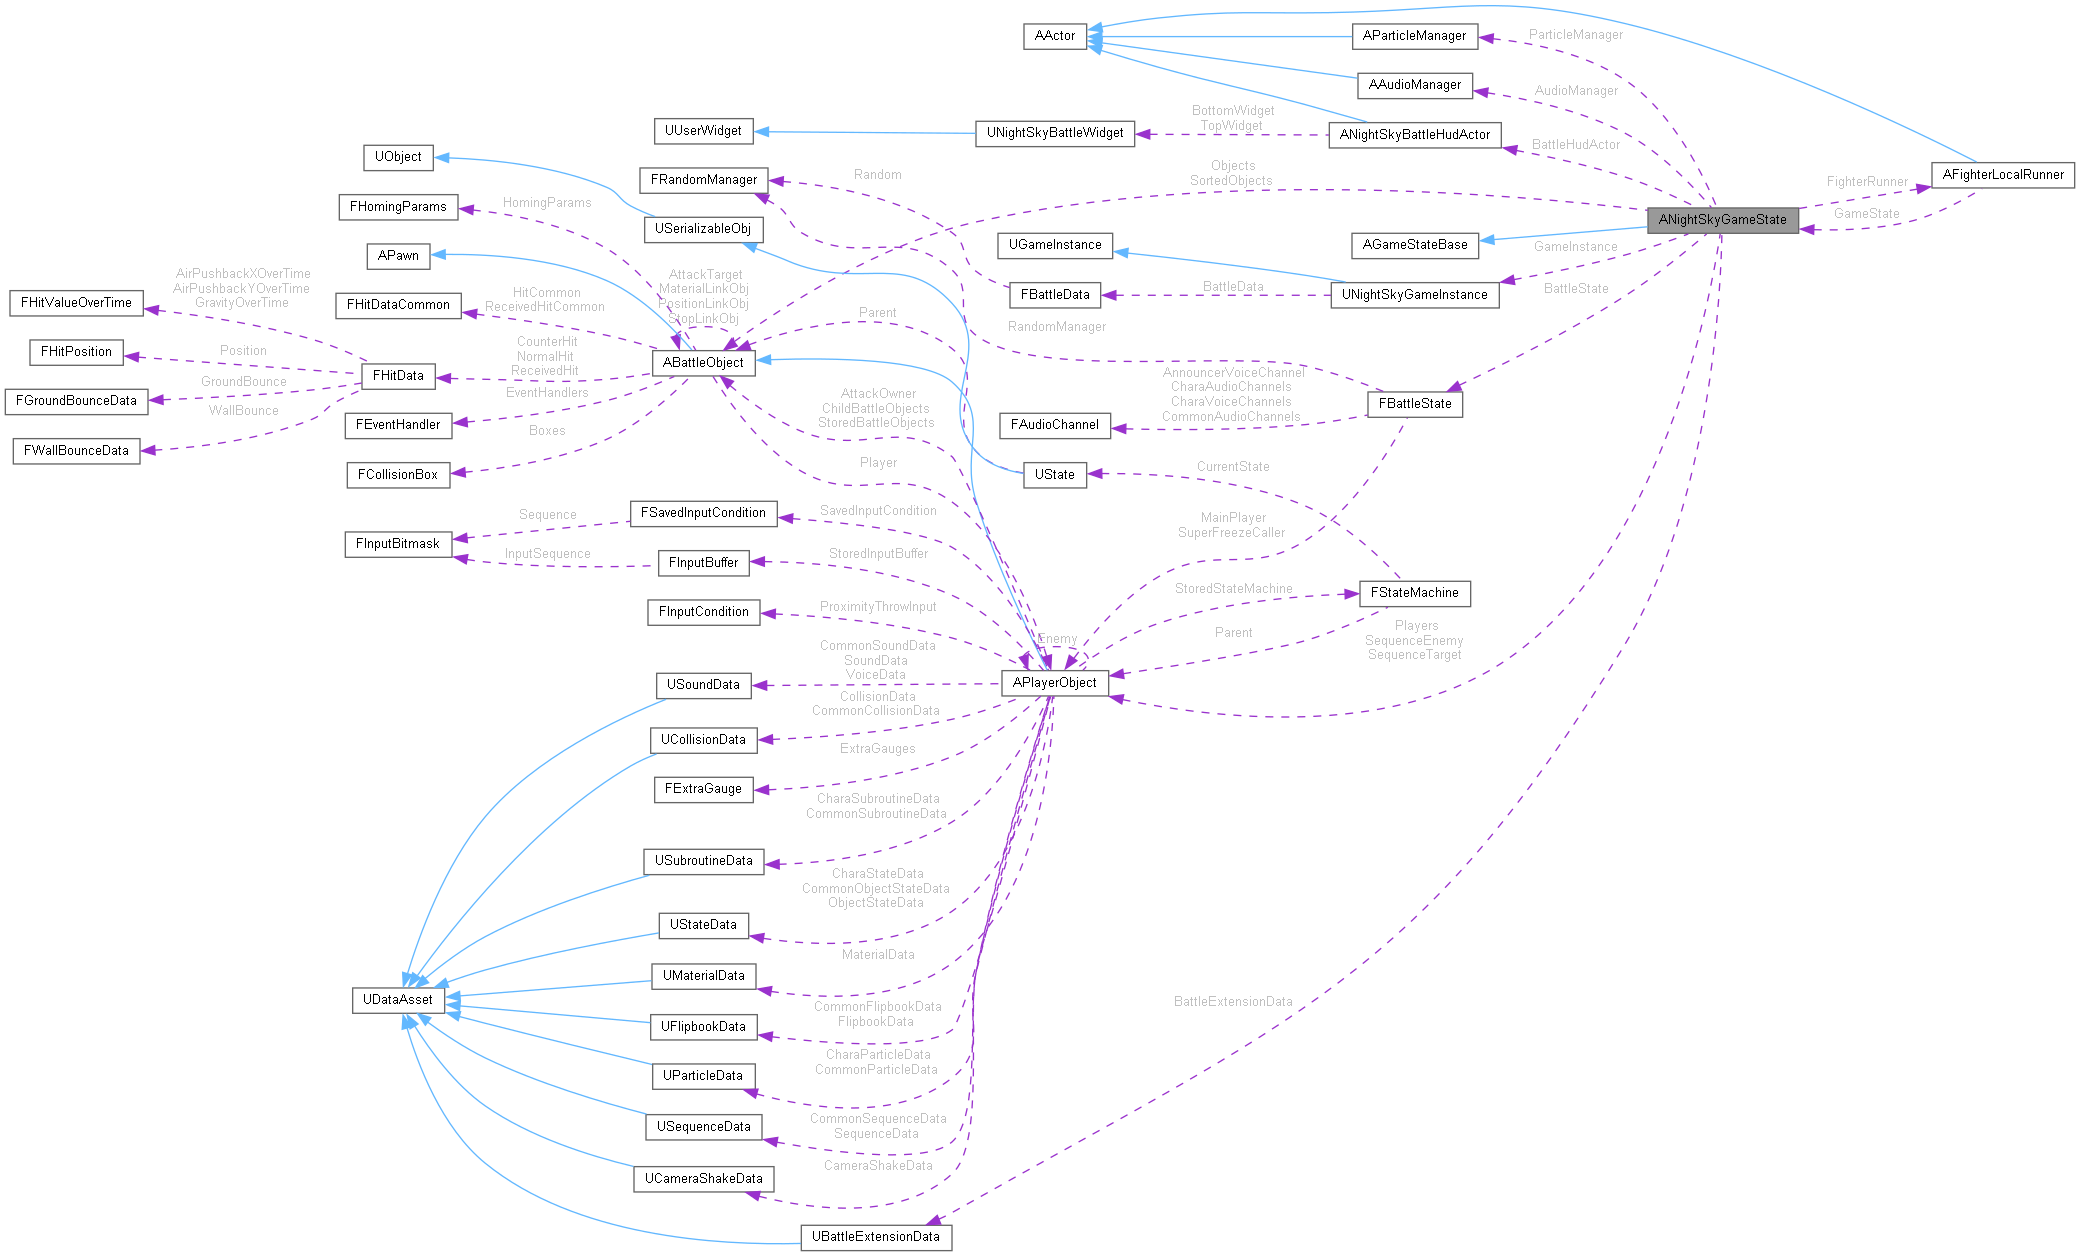 AActor
AParticleManager
ParticleManager
AAudioManager
AudioManager
UUserWidget
UNightSkyBattleWidget
BottomWidget
TopWidget
ANightSkyBattleHudActor
BattleHudActor
UObject
FRandomManager
Random
Objects
SortedObjects
FighterRunner
AFighterLocalRunner
FHomingParams
HomingParams
USerializableObj
ANightSkyGameState
GameState
APawn
UGameInstance
AGameStateBase
GameInstance
AirPushbackXOverTime
AirPushbackYOverTime
GravityOverTime
FHitValueOverTime
FHitDataCommon
HitCommon
ReceivedHitCommon
AttackTarget
MaterialLinkObj
PositionLinkObj
StopLinkObj
Parent
FBattleData
BattleData
UNightSkyGameInstance
BattleState
RandomManager
FHitPosition
Position
FHitData
CounterHit
NormalHit
ReceivedHit
ABattleObject
FGroundBounceData
GroundBounce
WallBounce
EventHandlers
FEventHandler
AttackOwner
ChildBattleObjects
StoredBattleObjects
AnnouncerVoiceChannel
CharaAudioChannels
CharaVoiceChannels
CommonAudioChannels
FBattleState
FAudioChannel
FWallBounceData
Boxes
FCollisionBox
Player
UState
CurrentState
FInputBitmask
Sequence
FSavedInputCondition
SavedInputCondition
MainPlayer
SuperFreezeCaller
InputSequence
FInputBuffer
StoredInputBuffer
StoredStateMachine
FStateMachine
FInputCondition
ProximityThrowInput
Enemy
Parent
Players
SequenceEnemy
SequenceTarget
CommonSoundData
SoundData
VoiceData
USoundData
APlayerObject
CollisionData
CommonCollisionData
UCollisionData
ExtraGauges
FExtraGauge
CharaSubroutineData
CommonSubroutineData
USubroutineData
CharaStateData
CommonObjectStateData
ObjectStateData
UStateData
MaterialData
UMaterialData
UDataAsset
CommonFlipbookData
FlipbookData
UFlipbookData
BattleExtensionData
CharaParticleData
CommonParticleData
UParticleData
CommonSequenceData
SequenceData
USequenceData
CameraShakeData
UCameraShakeData
UBattleExtensionData